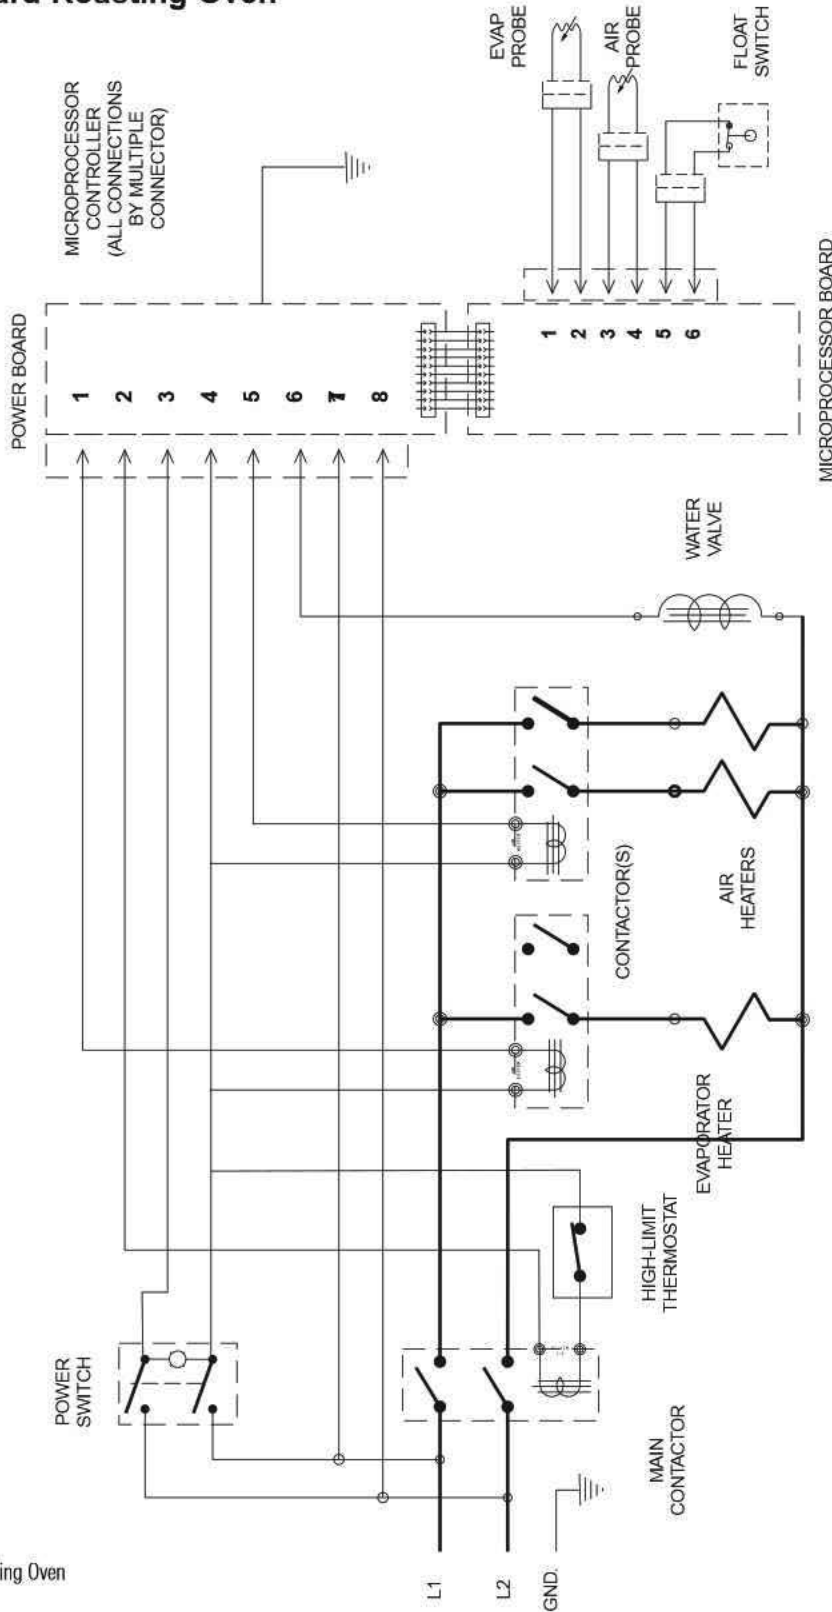 ard Roasting Oven
MICROPROCESSOR
CONTROLLER
(ALL CONNECTIONS
BY MULTIPLE
CONNECTOR)
EVAP
PROBE
AIR
PROBE
FLOAT
SWITCH
POWER BOARD
1
2
3
4
5
6
7
8
1
2
3
4
5
6
MICROPROCESSOR BOARD
WATER
VALVE
CONTACTOR(S)
AIR
HEATERS
EVAPORATOR
HEATER
HIGH-LIMIT
THERMOSTAT
POWER
SWITCH
MAIN
CONTACTOR
L1
L2
GND.
ing Oven